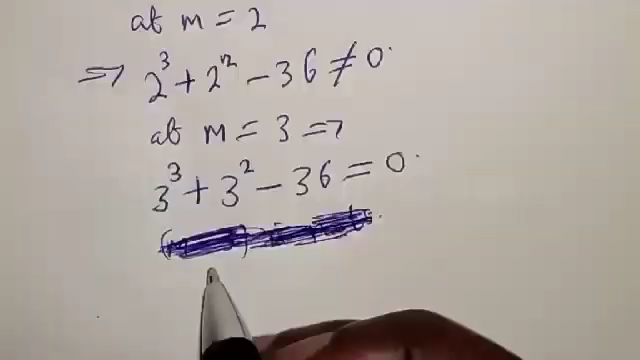 at m = 2
⇒ 2³ + 2² − 36 ≠ 0.
at m = 3 ⇒
3³ + 3² − 36 = 0.